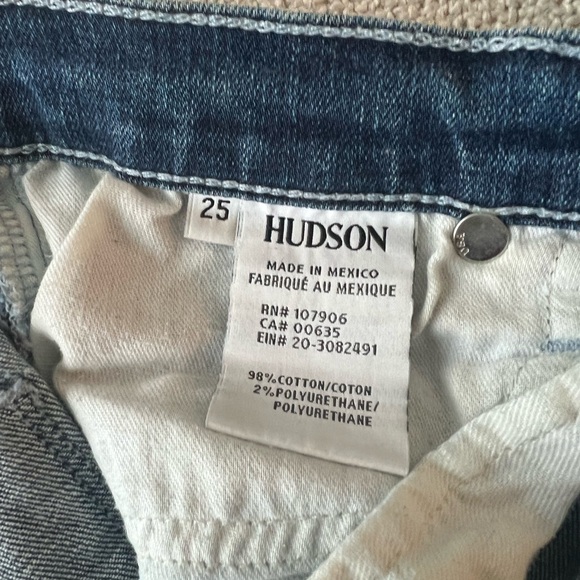 25
HUDSON
MADE IN MEXICO
FABRIQUÉ AU MEXIQUE
RN# 107906
CA# 00635
EIN# 20-3082491
98%COTTON/COTON
2%POLYURETHANE/
POLYURETHANE